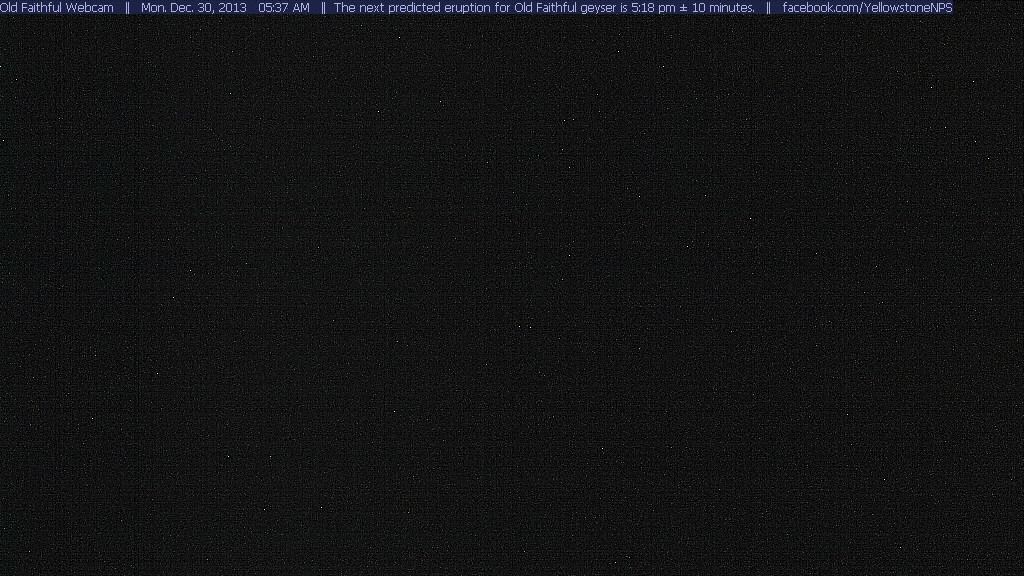 Old Faithful Webcam || Mon. Dec. 30, 2013 05:37 AM || The next predicted eruption for Old Faithful geyser is 5:18 pm ± 10 minutes. || facebook.com/YellowstoneNPS